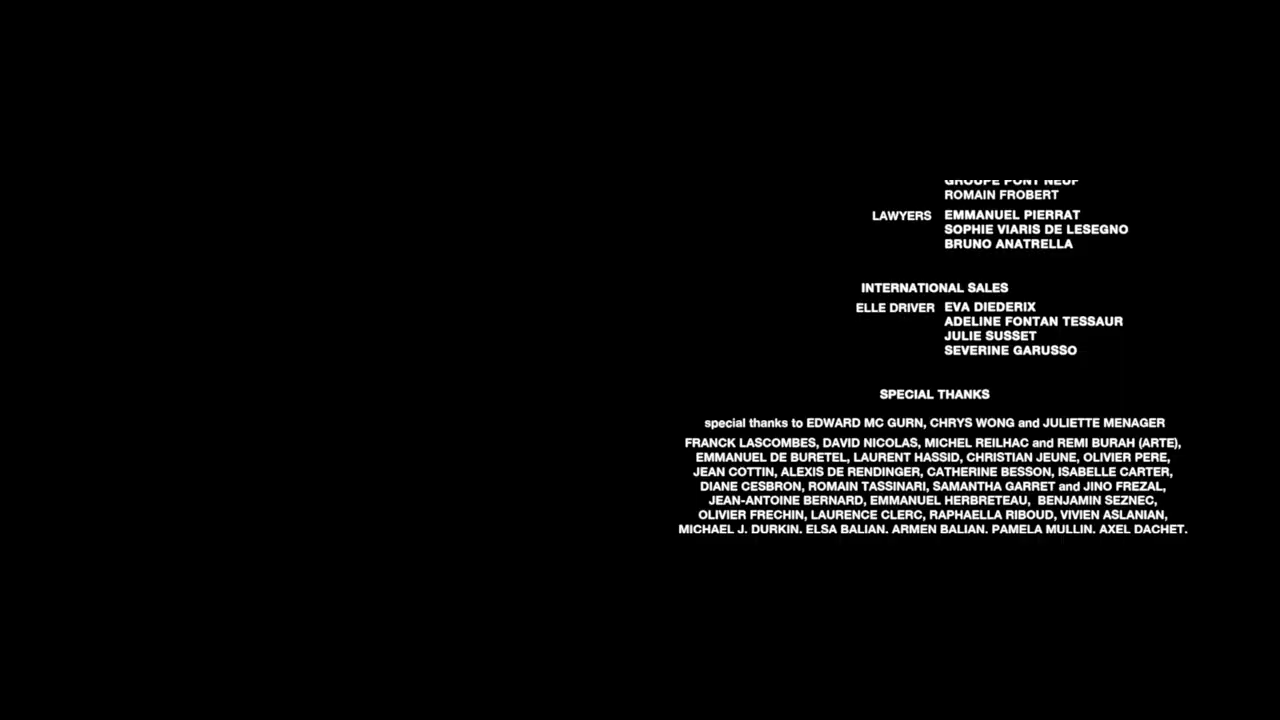 GROUPE PONT NEUF
ROMAIN FROBERT
LAWYERS EMMANUEL PIERRAT
SOPHIE VIARIS DE LESEGNO
BRUNO ANATRELLA
INTERNATIONAL SALES
ELLE DRIVER EVA DIEDERIX
ADELINE FONTAN TESSAUR
JULIE SUSSET
SEVERINE GARUSSO
SPECIAL THANKS
special thanks to EDWARD MC GURN, CHRYS WONG and JULIETTE MENAGER
FRANCK LASCOMBES, DAVID NICOLAS, MICHEL REILHAC and REMI BURAH (ARTE),
EMMANUEL DE BURETEL, LAURENT HASSID, CHRISTIAN JEUNE, OLIVIER PERE,
JEAN COTTIN, ALEXIS DE RENDINGER, CATHERINE BESSON, ISABELLE CARTER,
DIANE CESBRON, ROMAIN TASSINARI, SAMANTHA GARRET and JINO FREZAL,
JEAN-ANTOINE BERNARD, EMMANUEL HERBRETEAU, BENJAMIN SEZNEC,
OLIVIER FRECHIN, LAURENCE CLERC, RAPHAELLA RIBOUD, VIVIEN ASLANIAN,
MICHAEL J. DURKIN, ELSA BALIAN, ARMEN BALIAN, PAMELA MULLIN, AXEL DACHET,